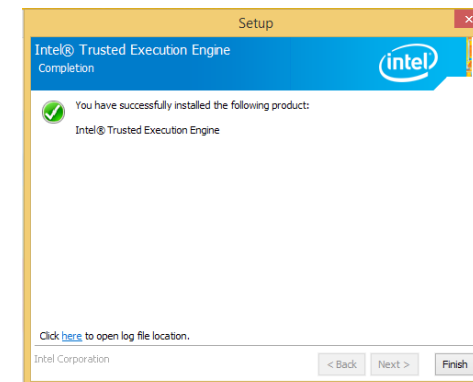 Setup
Intel® Trusted Execution Engine
Completion
intel
You have successfully installed the following product:
Intel® Trusted Execution Engine
Click here to open log file location.
Intel Corporation
< Back Next > Finish